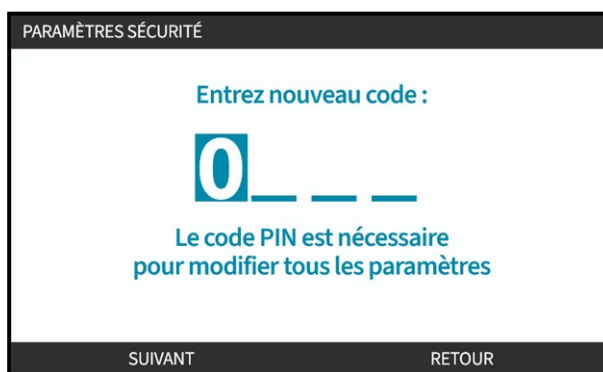 PARAMÈTRES SÉCURITÉ
Entrez nouveau code :
0_ _ _
Le code PIN est nécessaire
pour modifier tous les paramètres
SUIVANT RETOUR